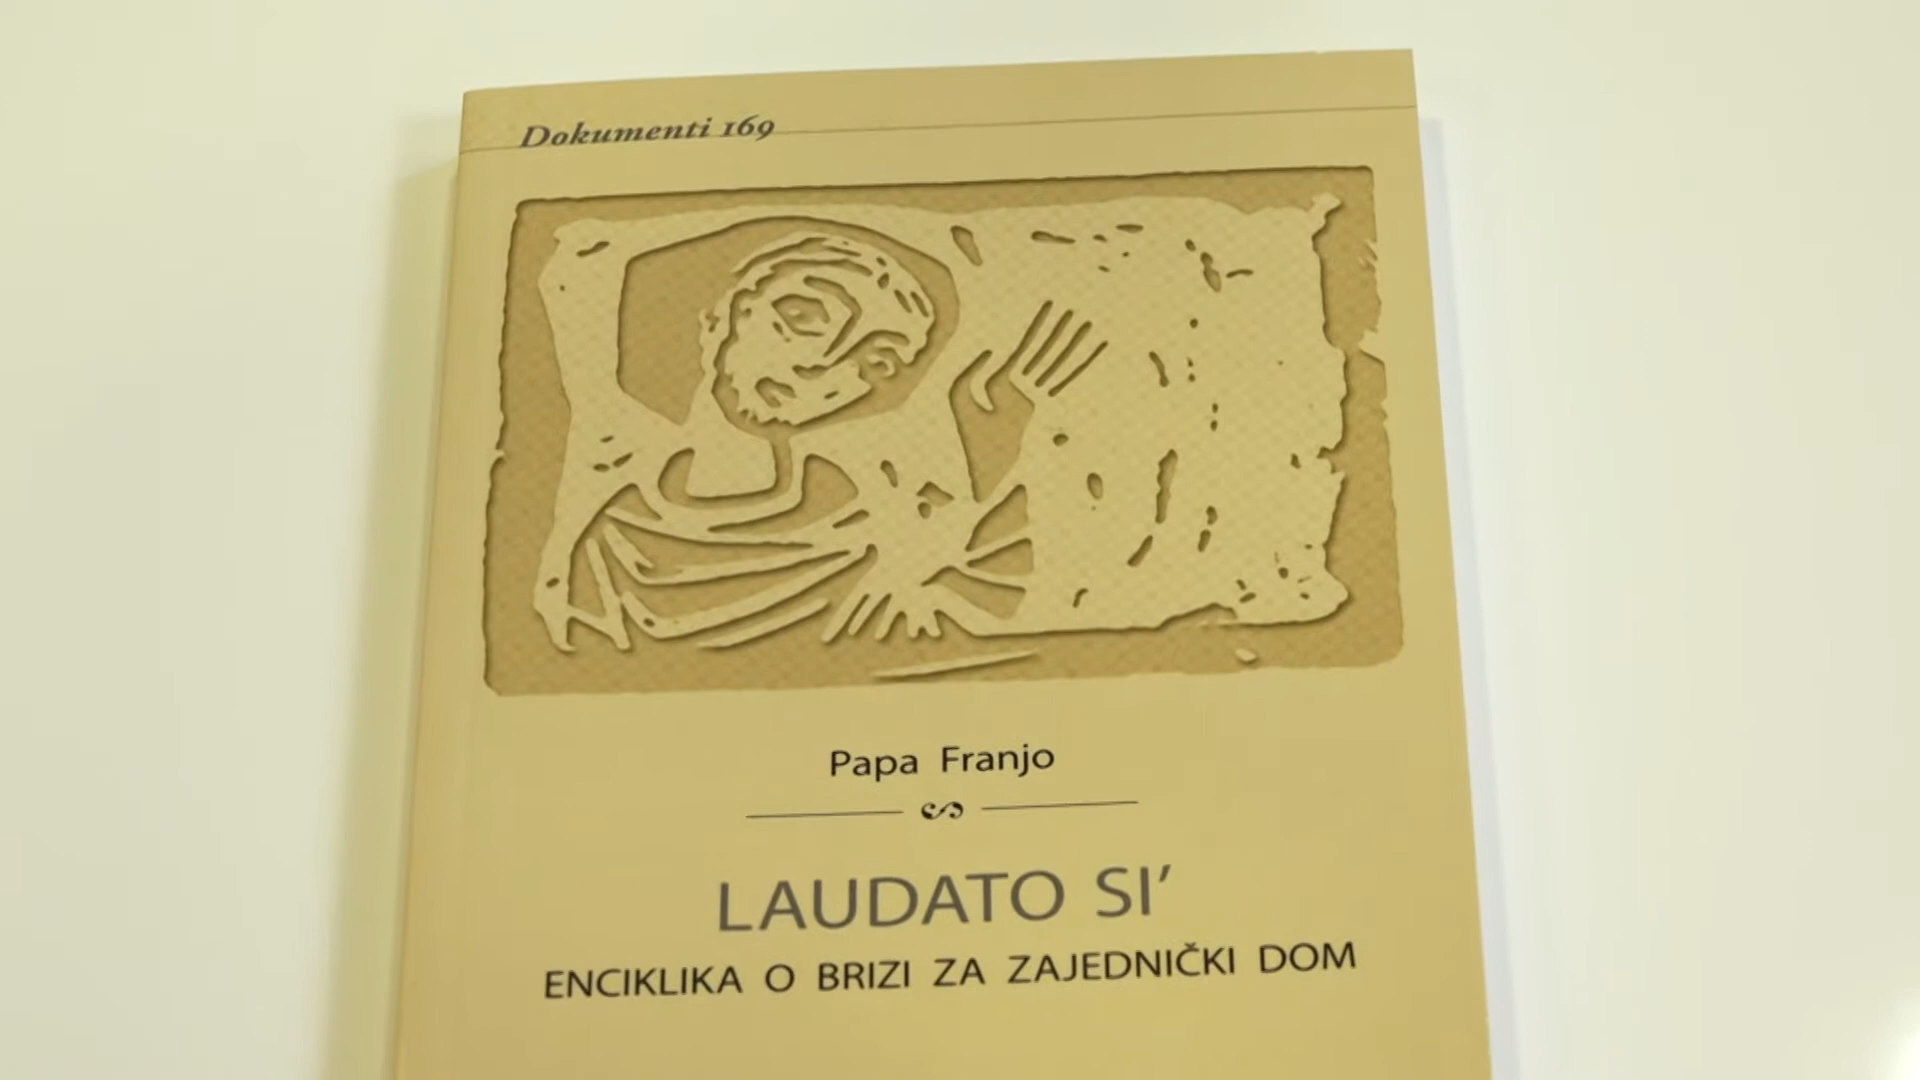 Dokumenti 169
Papa Franjo
LAUDATO SI’
ENCIKLIKA O BRIZI ZA ZAJEDNIČKI DOM